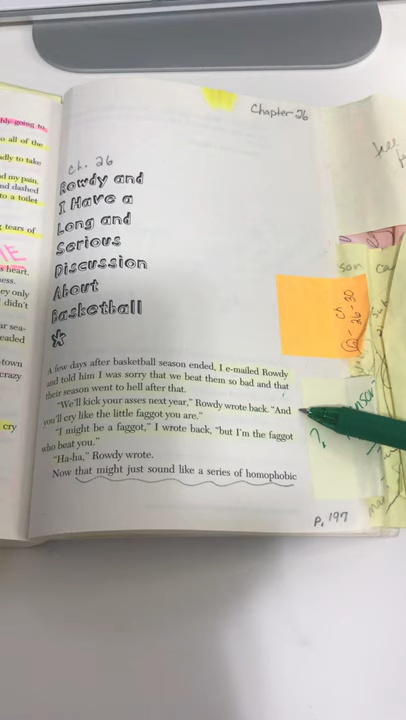 Chapter 26
ch. 26
Rowdy and
I Have a
Long and
Serious
Discussion
About
Basketball
A few days after basketball season ended, I e-mailed Rowdy
and told him I was sorry that we beat them so bad and that
their season went to hell after that.
"We'll kick your asses next year," Rowdy wrote back. "And
you'll cry like the little faggot you are."
"I might be a faggot," I wrote back, "but I'm the faggot
who beat you."
"Ha-ha," Rowdy wrote.
Now that might just sound like a series of homophobic
P. 197
hly going to
o all of the
dly to take
d my pain.
nd dashed
to a toilet
tears of
ME
s heart.
ness.
ey only
didn't
ar sea-
eaded
town
crazy
cry
son ca
ch
26-30